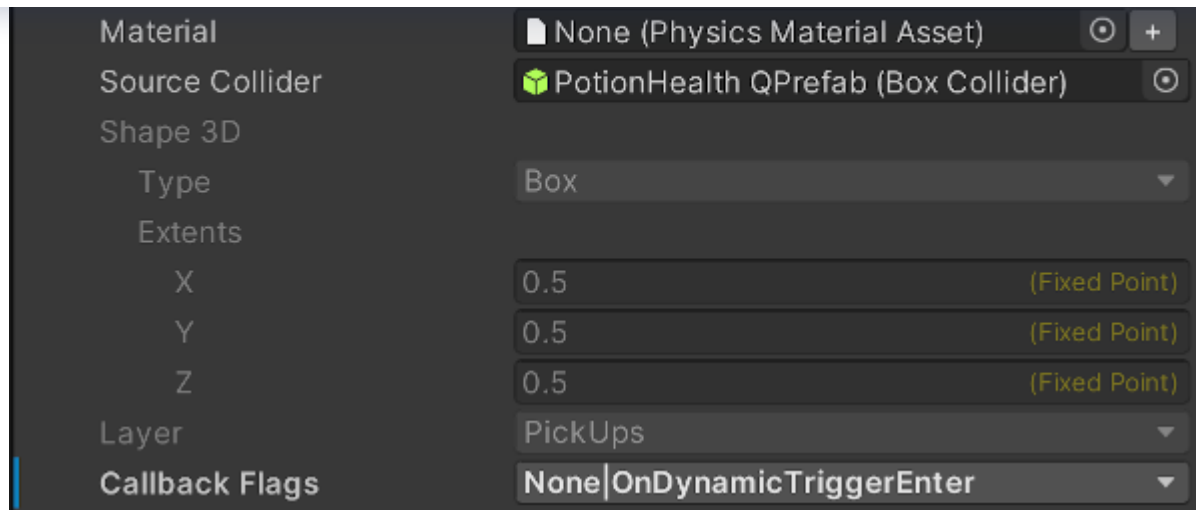 Material None (Physics Material Asset) +
Source Collider PotionHealth QPrefab (Box Collider)
Shape 3D
Type Box
Extents
X 0.5 (Fixed Point)
Y 0.5 (Fixed Point)
Z 0.5 (Fixed Point)
Layer PickUps
Callback Flags None|OnDynamicTriggerEnter